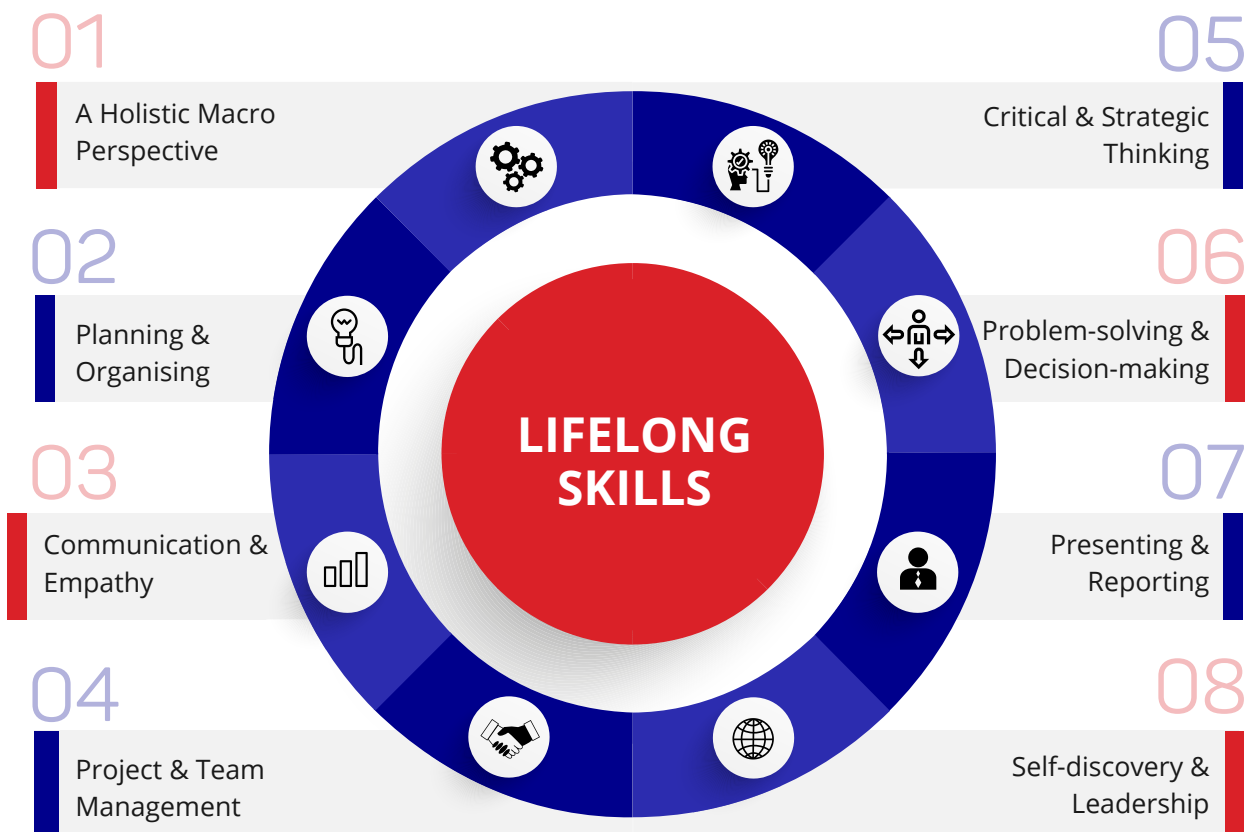 01
A Holistic Macro
Perspective
02
Planning &
Organising
03
Communication &
Empathy
04
Project & Team
Management
LIFELONG
SKILLS
05
Critical & Strategic
Thinking
06
Problem-solving &
Decision-making
07
Presenting &
Reporting
08
Self-discovery &
Leadership